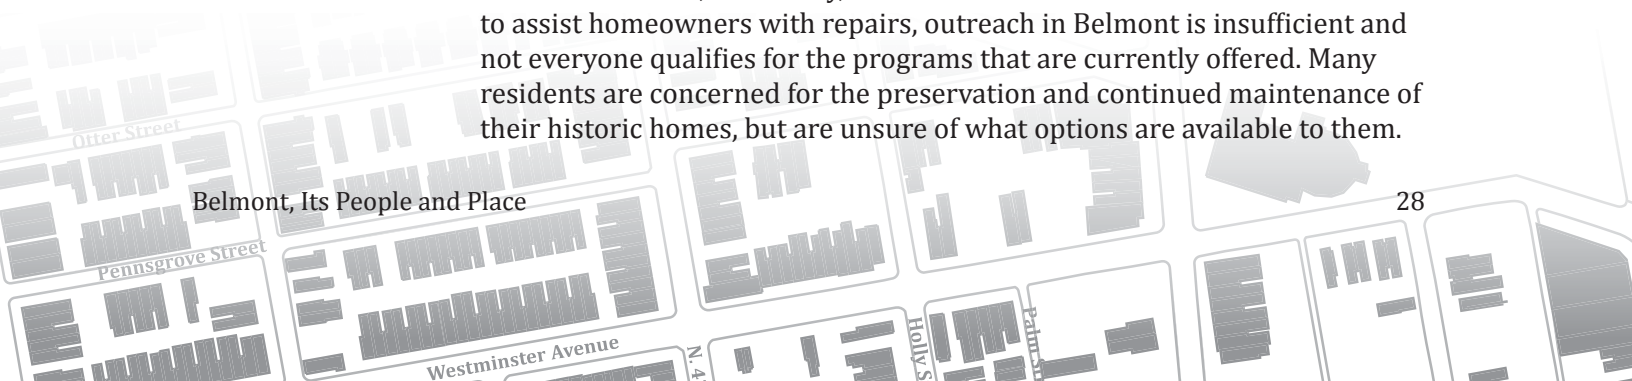 to assist homeowners with repairs, outreach in Belmont is insufficient and
not everyone qualifies for the programs that are currently offered. Many
residents are concerned for the preservation and continued maintenance of
their historic homes, but are unsure of what options are available to them.
Otter Street
Belmont, Its People and Place
28
Pennsgrove Street
Westminster Avenue
N. 4
Holly S
Palm